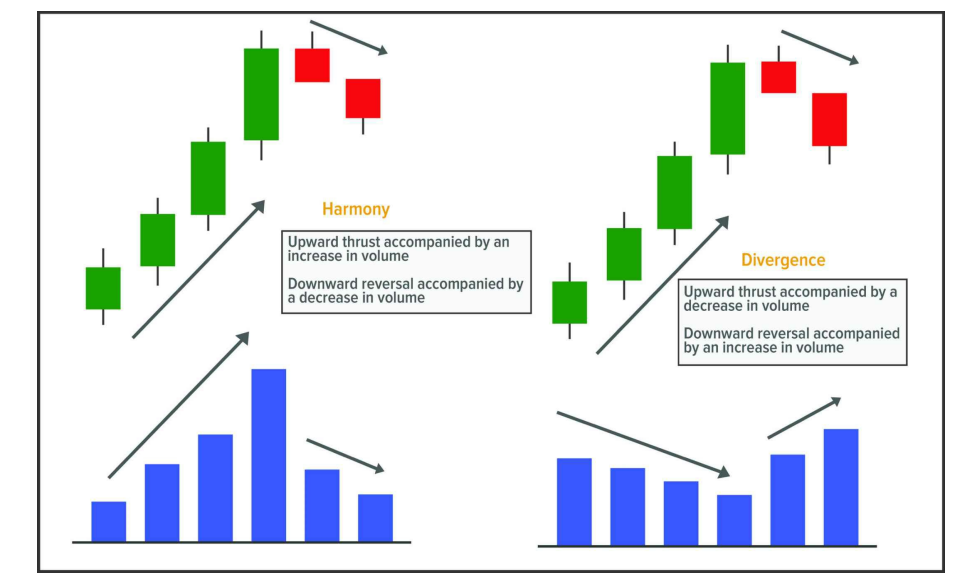 Harmony
Upward thrust accompanied by an
increase in volume
Downward reversal accompanied by
a decrease in volume
Divergence
Upward thrust accompanied by a
decrease in volume
Downward reversal accompanied
by an increase in volume